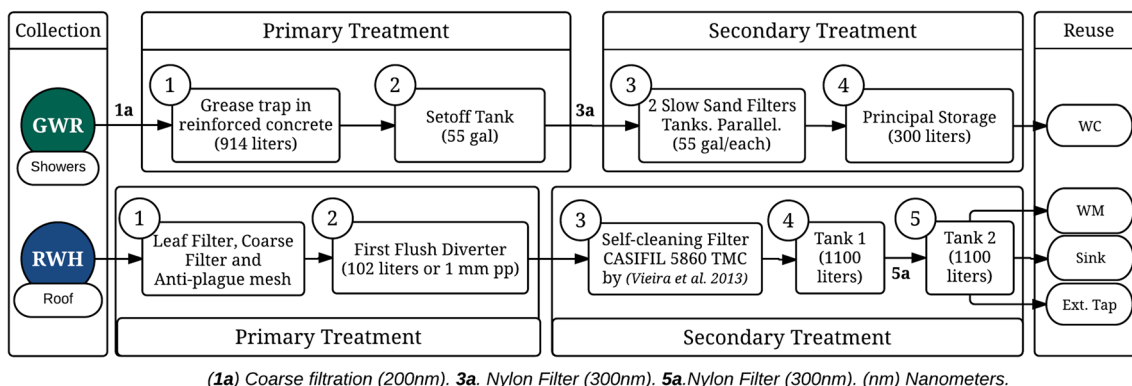 Collection
Primary Treatment
Secondary Treatment
Reuse
GWR
Showers
1a
1
Grease trap in
reinforced concrete
(914 liters)
2
Setoff Tank
(55 gal)
3a
3
2 Slow Sand Filters
Tanks. Parallel.
(55 gal/each)
4
Principal Storage
(300 liters)
WC
RWH
Roof
1
Leaf Filter, Coarse
Filter and
Anti-plague mesh
2
First Flush Diverter
(102 liters or 1 mm pp)
3
Self-cleaning Filter
CASIFIL 5860 TMC
by (Vieira et al. 2013)
4
Tank 1
(1100
liters)
5a
5
Tank 2
(1100
liters)
WM
Sink
Ext. Tap
Primary Treatment
Secondary Treatment
(1a) Coarse filtration (200nm). 3a. Nylon Filter (300nm). 5a.Nylon Filter (300nm). (nm) Nanometers.